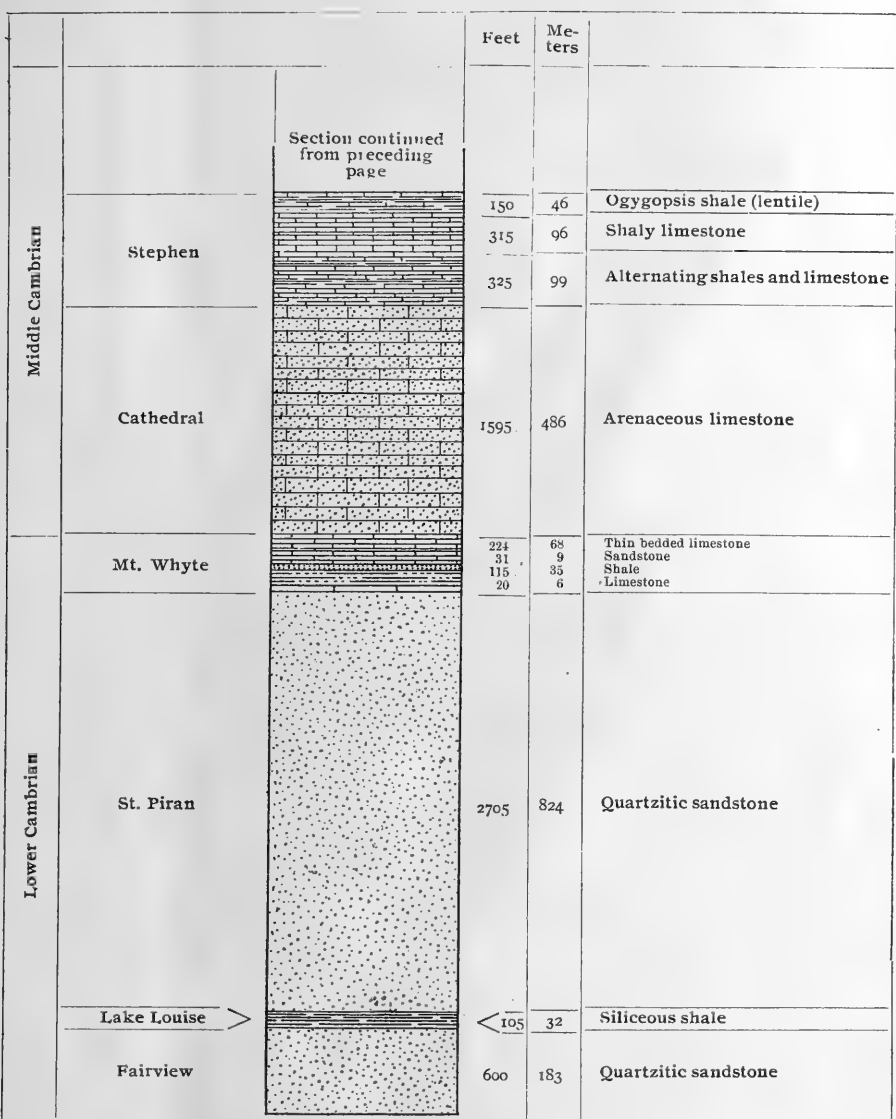 Feet Me-
ters
Section continued
from preceding
page
Middle Cambrian
Stephen
150 46 Ogygopsis shale (lentile)
315 96 Shaly limestone
325 99 Alternating shales and limestone
Cathedral 1595 486 Arenaceous limestone
Lower Cambrian
Mt. Whyte
224 68 Thin bedded limestone
31 9 Sandstone
115 35 Shale
20 6 Limestone
St. Piran 2705 824 Quartzitic sandstone
Lake Louise 105 32 Siliceous shale
Fairview 600 183 Quartzitic sandstone